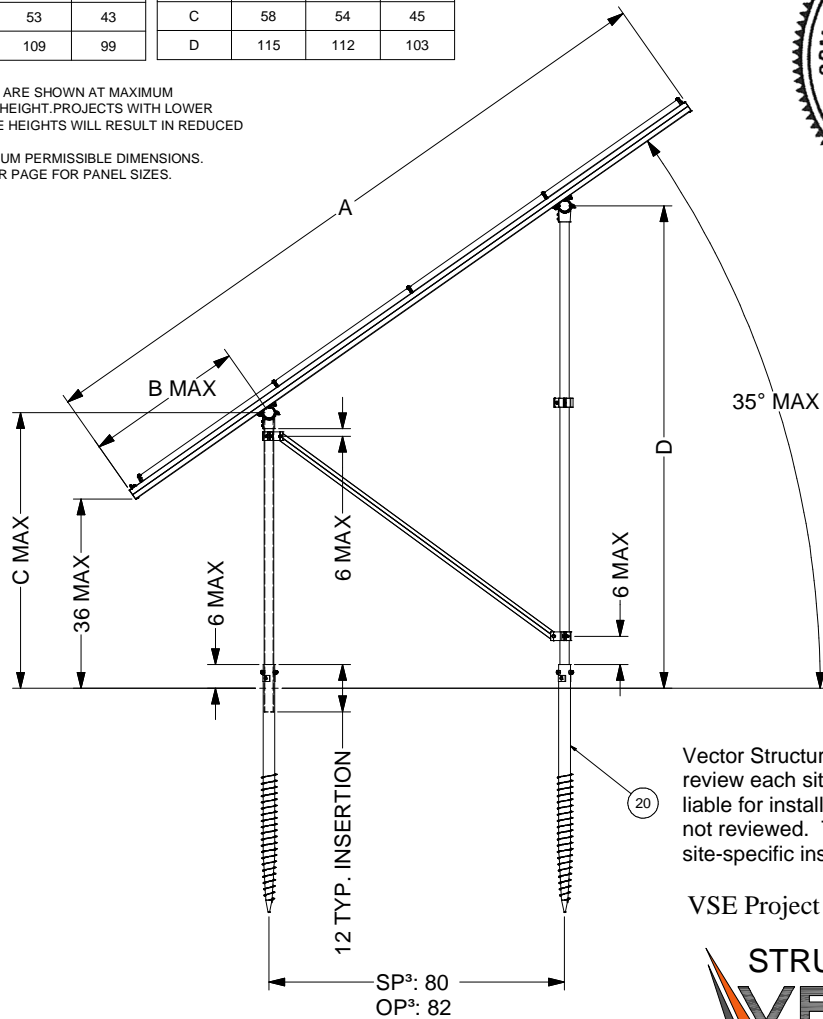 53 43
109 99
C 58 54 45
D 115 112 103
ARE SHOWN AT MAXIMUM
HEIGHT.PROJECTS WITH LOWER
HEIGHTS WILL RESULT IN REDUCED
PERMISSIBLE DIMENSIONS.
PAGE FOR PANEL SIZES.
A
B MAX
35° MAX
D
C MAX
36 MAX
6 MAX
6 MAX
6 MAX
12 TYP. INSERTION
20
SP³: 80
OP³: 82
Vector Structur
review each sit
liable for install
not reviewed.
site-specific ins
VSE Project
STRU